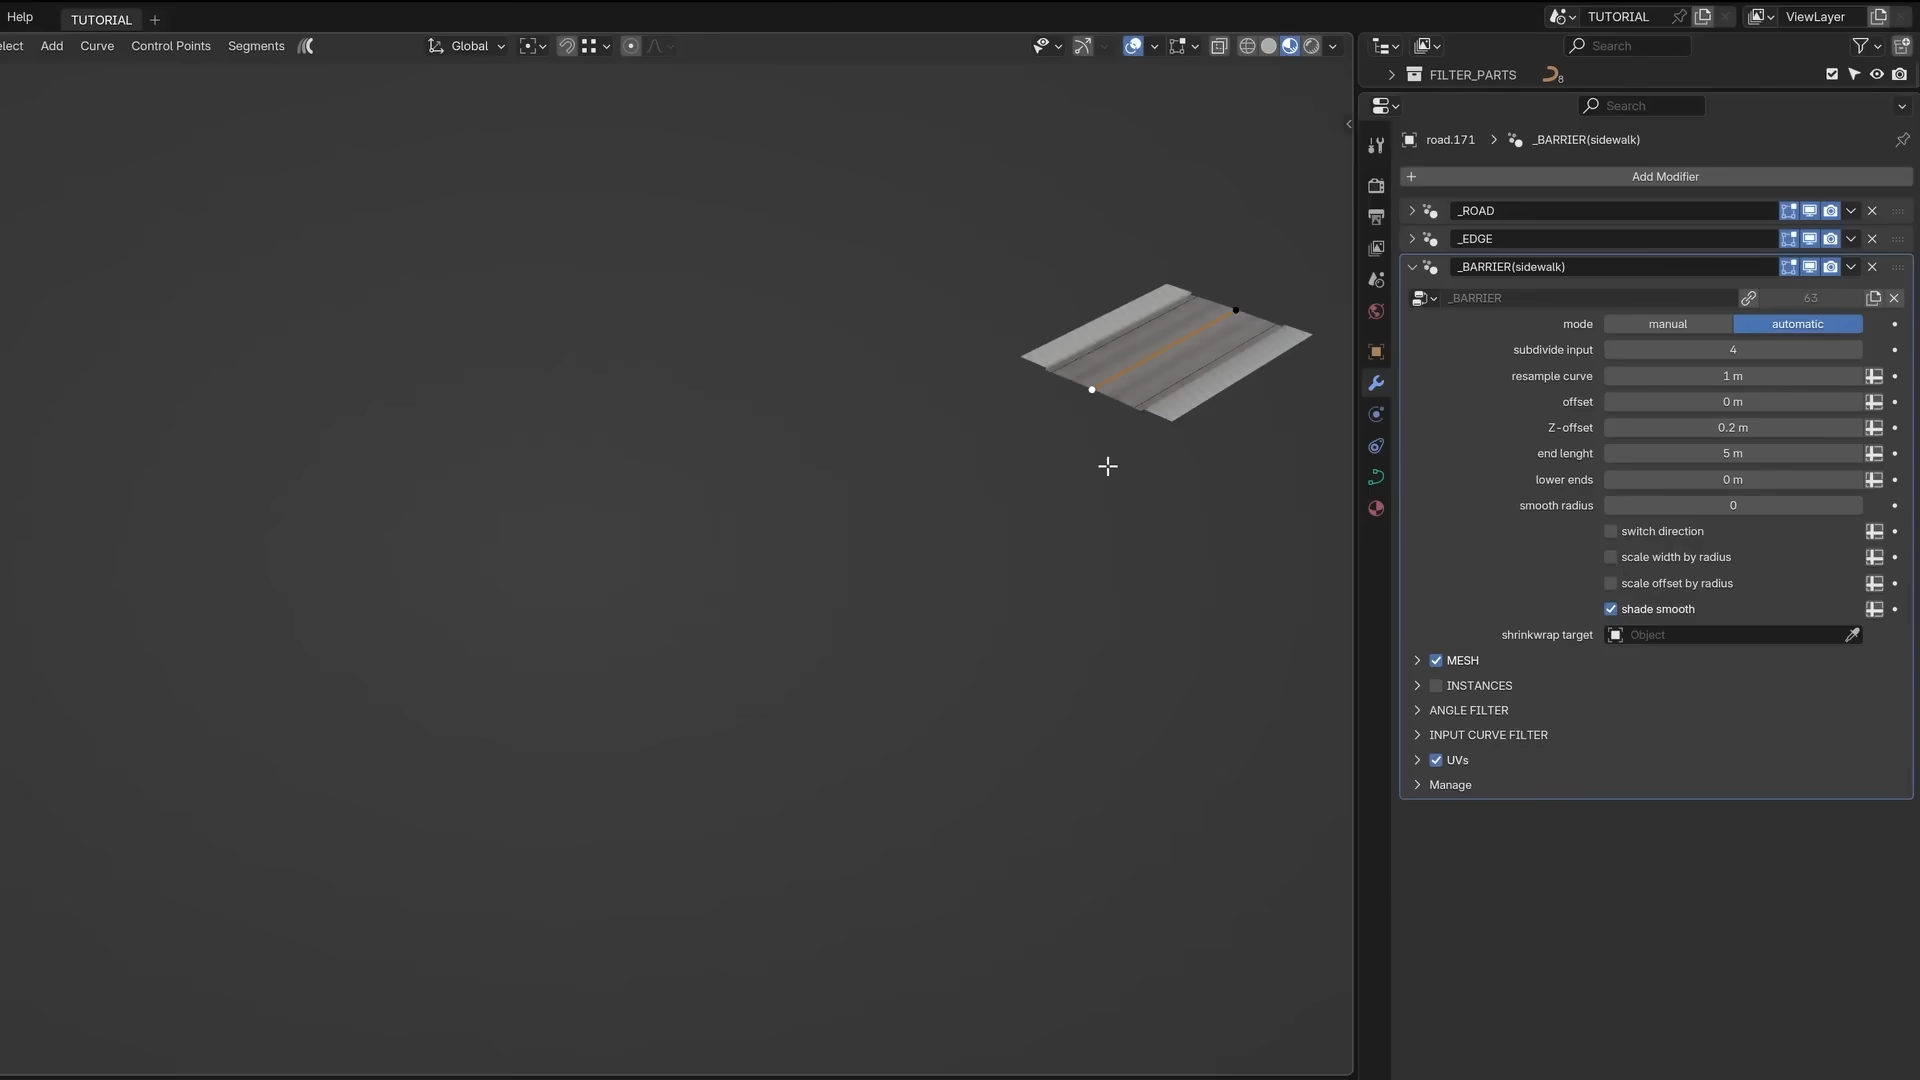 Help
TUTORIAL
TUTORIAL
ViewLayer
elect
Add
Curve
Control Points
Segments
Global
Search
FILTER_PARTS
8
Search
road.171
_BARRIER(sidewalk)
Add Modifier
_ROAD
_EDGE
_BARRIER(sidewalk)
_BARRIER
63
mode manual automatic
subdivide input 4
resample curve 1 m
offset 0 m
Z-offset 0.2 m
end lenght 5 m
lower ends 0 m
smooth radius 0
switch direction
scale width by radius
scale offset by radius
shade smooth
shrinkwrap target Object
MESH
INSTANCES
ANGLE FILTER
INPUT CURVE FILTER
UVs
Manage